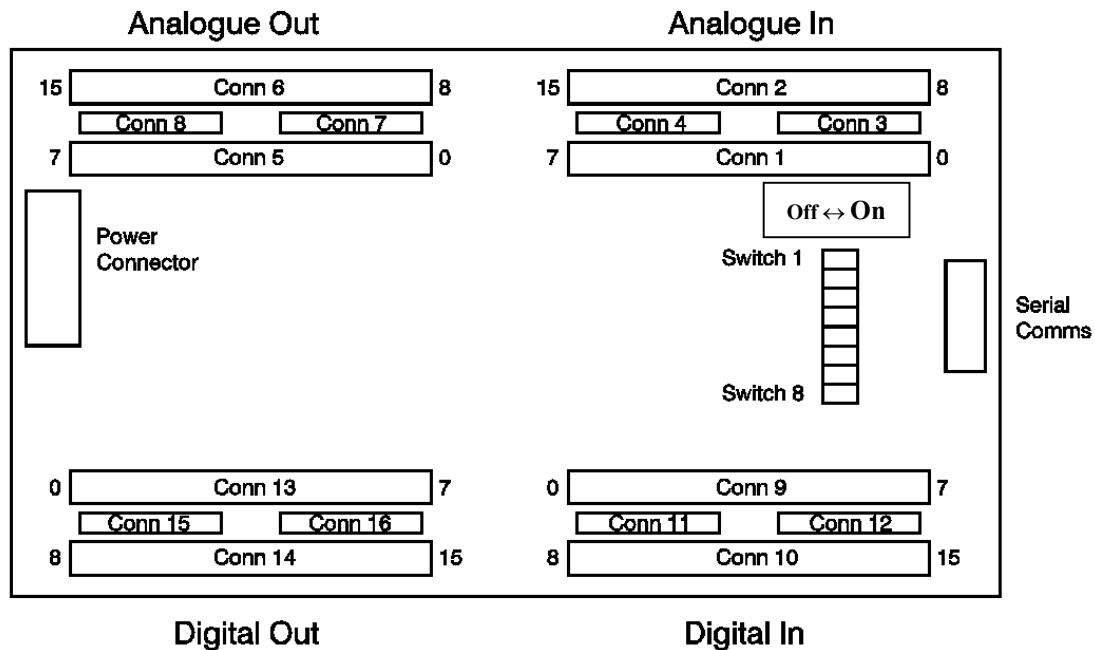 Analogue Out
Analogue In
15 Conn 6 8
15 Conn 2 8
Conn 8 Conn 7
Conn 4 Conn 3
7 Conn 5 0
7 Conn 1 0
Off ↔ On
Power
Connector
Switch 1
Serial
Comms
Switch 8
0 Conn 13 7
0 Conn 9 7
Conn 15 Conn 16
Conn 11 Conn 12
8 Conn 14 15
8 Conn 10 15
Digital Out
Digital In